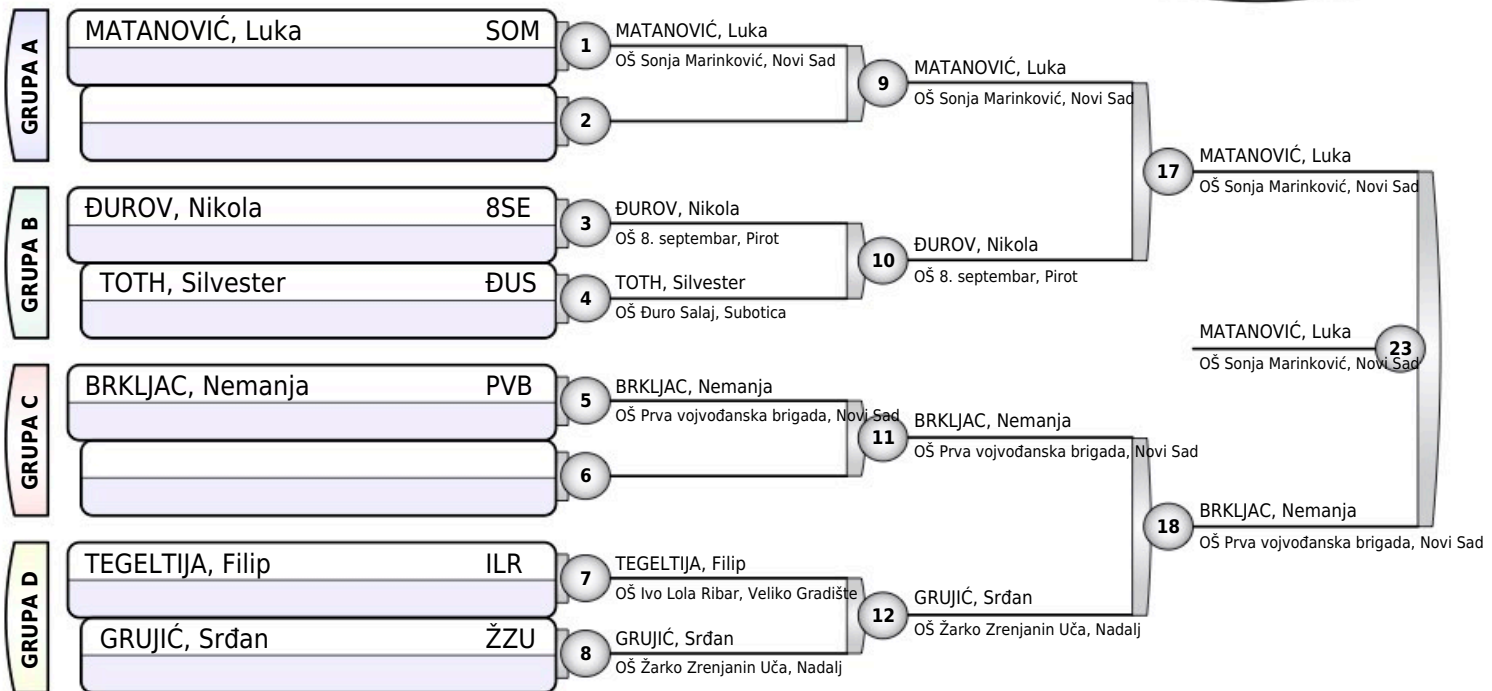 GRUPA A
MATANOVIĆ, Luka SOM
1
2
GRUPA B
ĐUROV, Nikola 8SE
TOTH, Silvester ĐUS
3
4
GRUPA C
BRKLJAC, Nemanja PVB
5
6
GRUPA D
TEGELTIJA, Filip ILR
GRUJIĆ, Srđan ŽZU
7
8
MATANOVIĆ, Luka
OŠ Sonja Marinković, Novi Sad
ĐUROV, Nikola
OŠ 8. septembar, Pirot
TOTH, Silvester
OŠ Đuro Salaj, Subotica
BRKLJAC, Nemanja
OŠ Prva vojvođanska brigada, Novi Sad
TEGELTIJA, Filip
OŠ Ivo Lola Ribar, Veliko Gradište
GRUJIĆ, Srđan
OŠ Žarko Zrenjanin Uča, Nadalj
9
MATANOVIĆ, Luka
OŠ Sonja Marinković, Novi Sad
10
ĐUROV, Nikola
OŠ 8. septembar, Pirot
11
BRKLJAC, Nemanja
OŠ Prva vojvođanska brigada, Novi Sad
12
GRUJIĆ, Srđan
OŠ Žarko Zrenjanin Uča, Nadalj
17
MATANOVIĆ, Luka
OŠ Sonja Marinković, Novi Sad
18
BRKLJAC, Nemanja
OŠ Prva vojvođanska brigada, Novi Sad
23
MATANOVIĆ, Luka
OŠ Sonja Marinković, Novi Sad